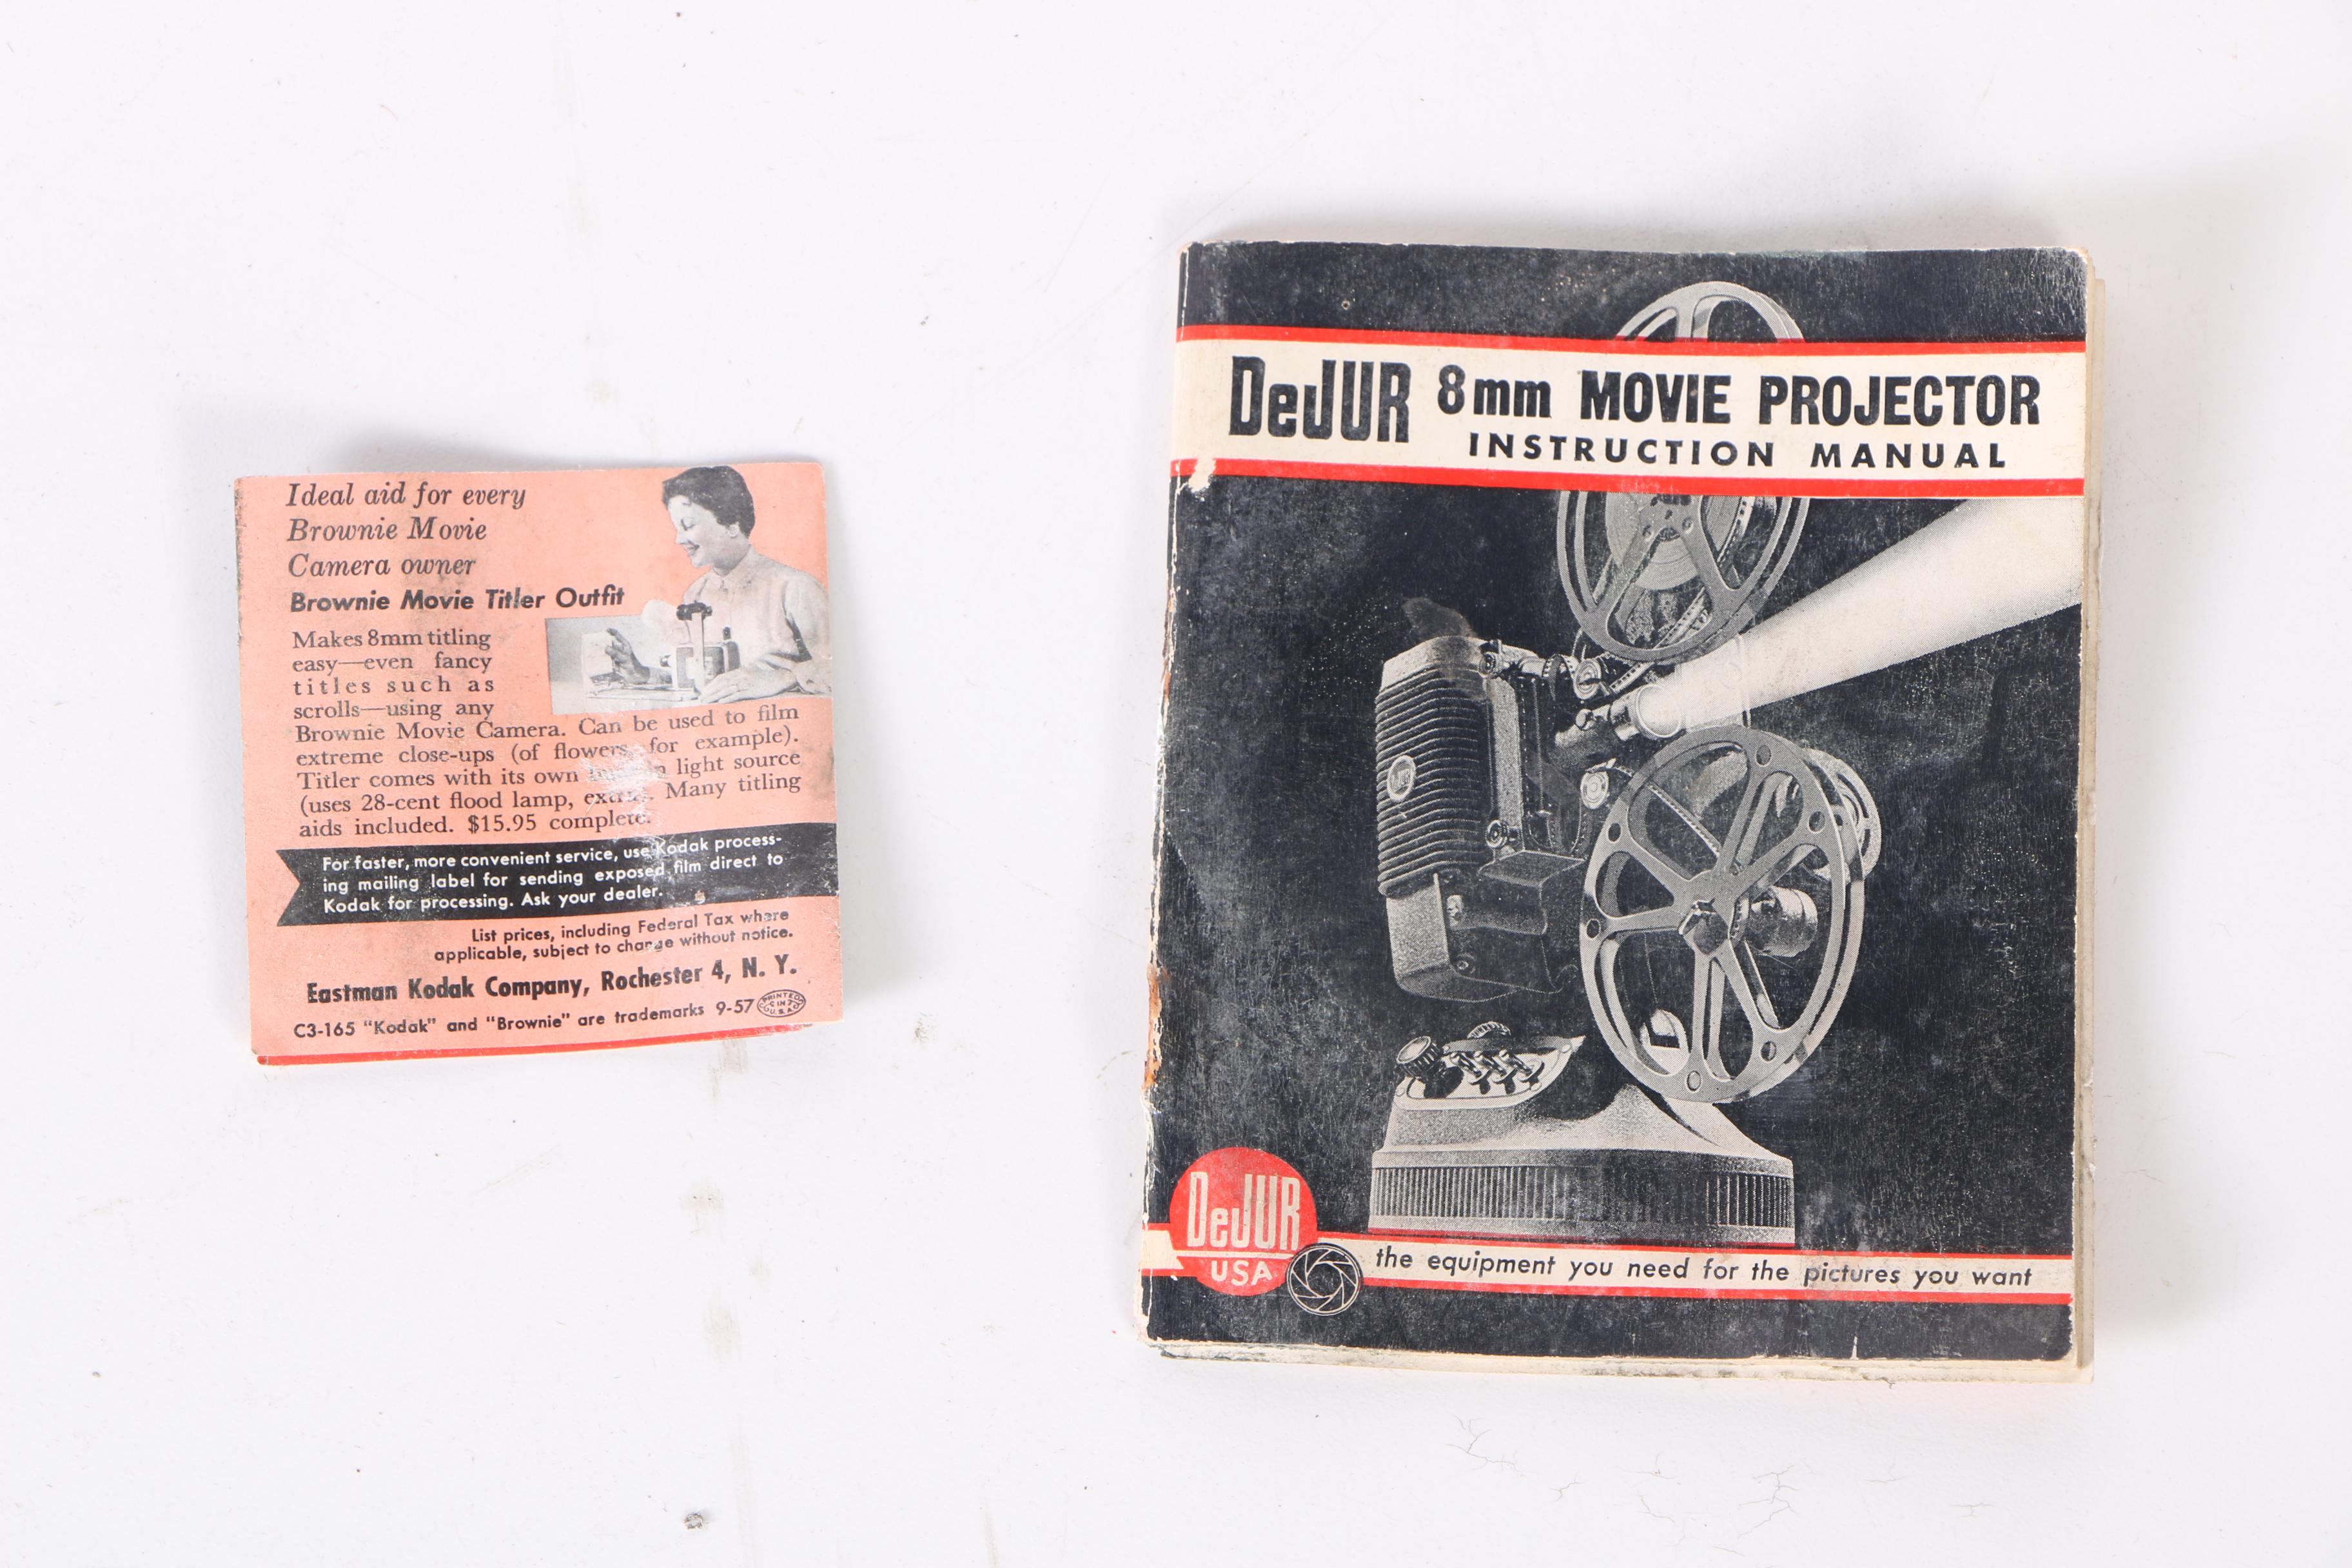 Ideal aid for every
Brownie Movie
Camera owner
Brownie Movie Titler Outfit
Makes 8mm titling
easy—even fancy
titles such as
scrolls—using any
Brownie Movie Camera. Can be used to film
extreme close-ups (of flowers, for example).
Titler comes with its own light source
(uses 28-cent flood lamp, extra). Many titling
aids included. $15.95 complete.
For faster, more convenient service, use Kodak process-
ing mailing label for sending exposed film direct to
Kodak for processing. Ask your dealer.
List prices, including Federal Tax where
applicable, subject to change without notice.
Eastman Kodak Company, Rochester 4, N. Y.
C3-165 "Kodak" and "Brownie" are trademarks 9-57
PRINTED
IN
U.S.A.
DeJUR 8mm MOVIE PROJECTOR
INSTRUCTION MANUAL
DeJUR
USA
the equipment you need for the pictures you want